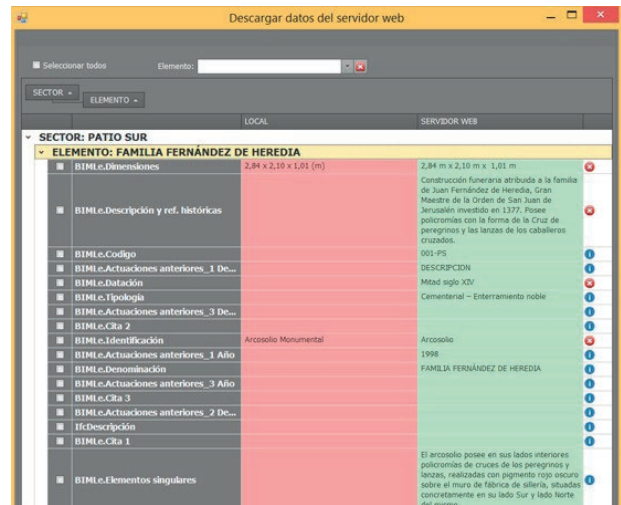 Descargar datos del servidor web
Seleccionar todos Elemento:
SECTOR
ELEMENTO
LOCAL SERVIDOR WEB
SECTOR: PATIO SUR
ELEMENTO: FAMILIA FERNÁNDEZ DE HEREDIA
BIMLe.Dimensiones 2,84 x 2,10 x 1,01 (m) 2,84 m x 2,10 m x 1,01 m
Construcción funeraria atribuida a la familia
de Juan Fernández de Heredia, Gran
Maestre de la Orden de San Juan de
BIMLe.Descripción y ref. históricas Jerusalén investido en 1377. Posee
policromías con la forma de la Cruz de
peregrinos y las lanzas de los caballeros
cruzados.
BIMLe.Codigo 001-PS
BIMLe.Actuaciones anteriores_1 De... DESCRIPCION
BIMLe.Datación Mitad siglo XIV
BIMLe.Tipología Cementerial – Enterramiento noble
BIMLe.Actuaciones anteriores_3 De...
BIMLe.Cita 2
BIMLe.Identificación Arcosolio Monumental Arcosolio
BIMLe.Actuaciones anteriores_1 Año 1998
BIMLe.Denominación FAMILIA FERNÁNDEZ DE HEREDIA
BIMLe.Actuaciones anteriores_3 Año
BIMLe.Cita 3
BIMLe.Actuaciones anteriores_2 De...
IfcDescripción
BIMLe.Cita 1
El arcosolio posee en sus lados interiores
policromías de cruces de los peregrinos y
lanzas, realizadas con pigmento rojo oscuro
BIMLe.Elementos singulares sobre el muro de fábrica de sillería, situadas
concretamente en su lado Sur y lado Norte
del mismo.